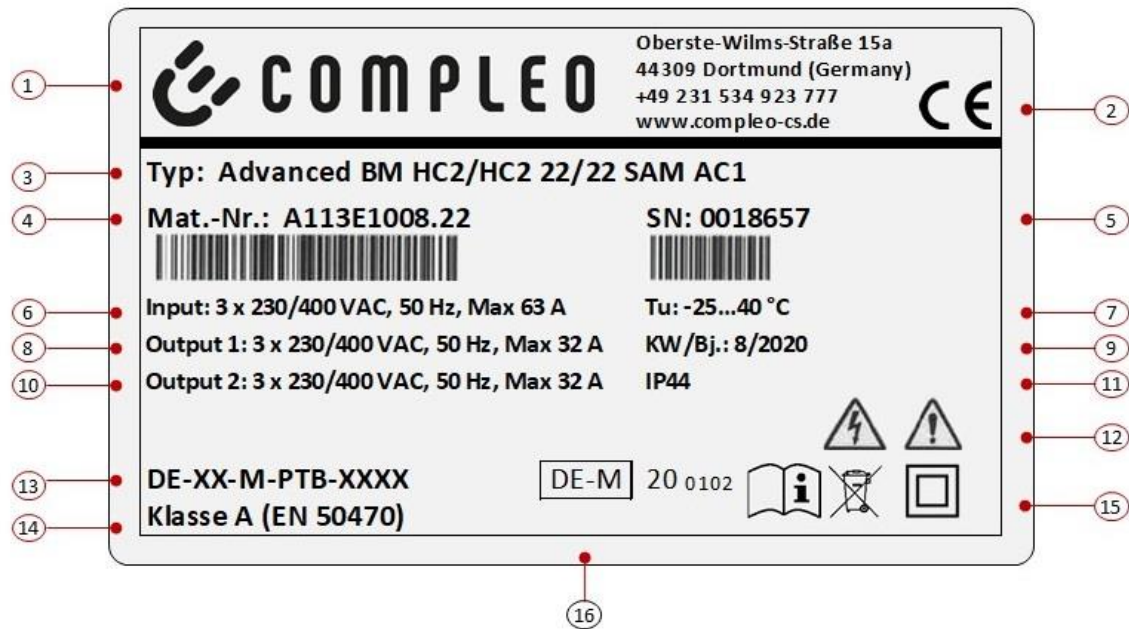 COMPLEO
Oberste-Wilms-Straße 15a
44309 Dortmund (Germany)
+49 231 534 923 777
www.compleo-cs.de
CE
1
2
Typ: Advanced BM HC2/HC2 22/22 SAM AC1
3
Mat.-Nr.: A113E1008.22
SN: 0018657
4
5
Input: 3 x 230/400 VAC, 50 Hz, Max 63 A
Tu: -25...40 °C
6
7
Output 1: 3 x 230/400 VAC, 50 Hz, Max 32 A
KW/Bj.: 8/2020
8
9
Output 2: 3 x 230/400 VAC, 50 Hz, Max 32 A
IP44
10
11
12
DE-XX-M-PTB-XXXX
DE-M 20 0102
i
13
Klasse A (EN 50470)
14
15
16